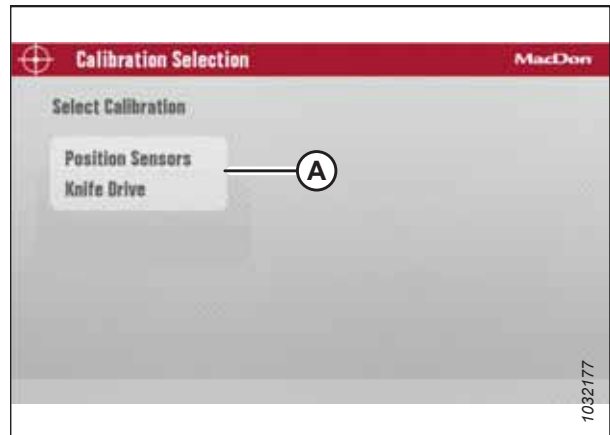 Calibration Selection MacDon
Select Calibration
Position Sensors
Knife Drive
A
1032177